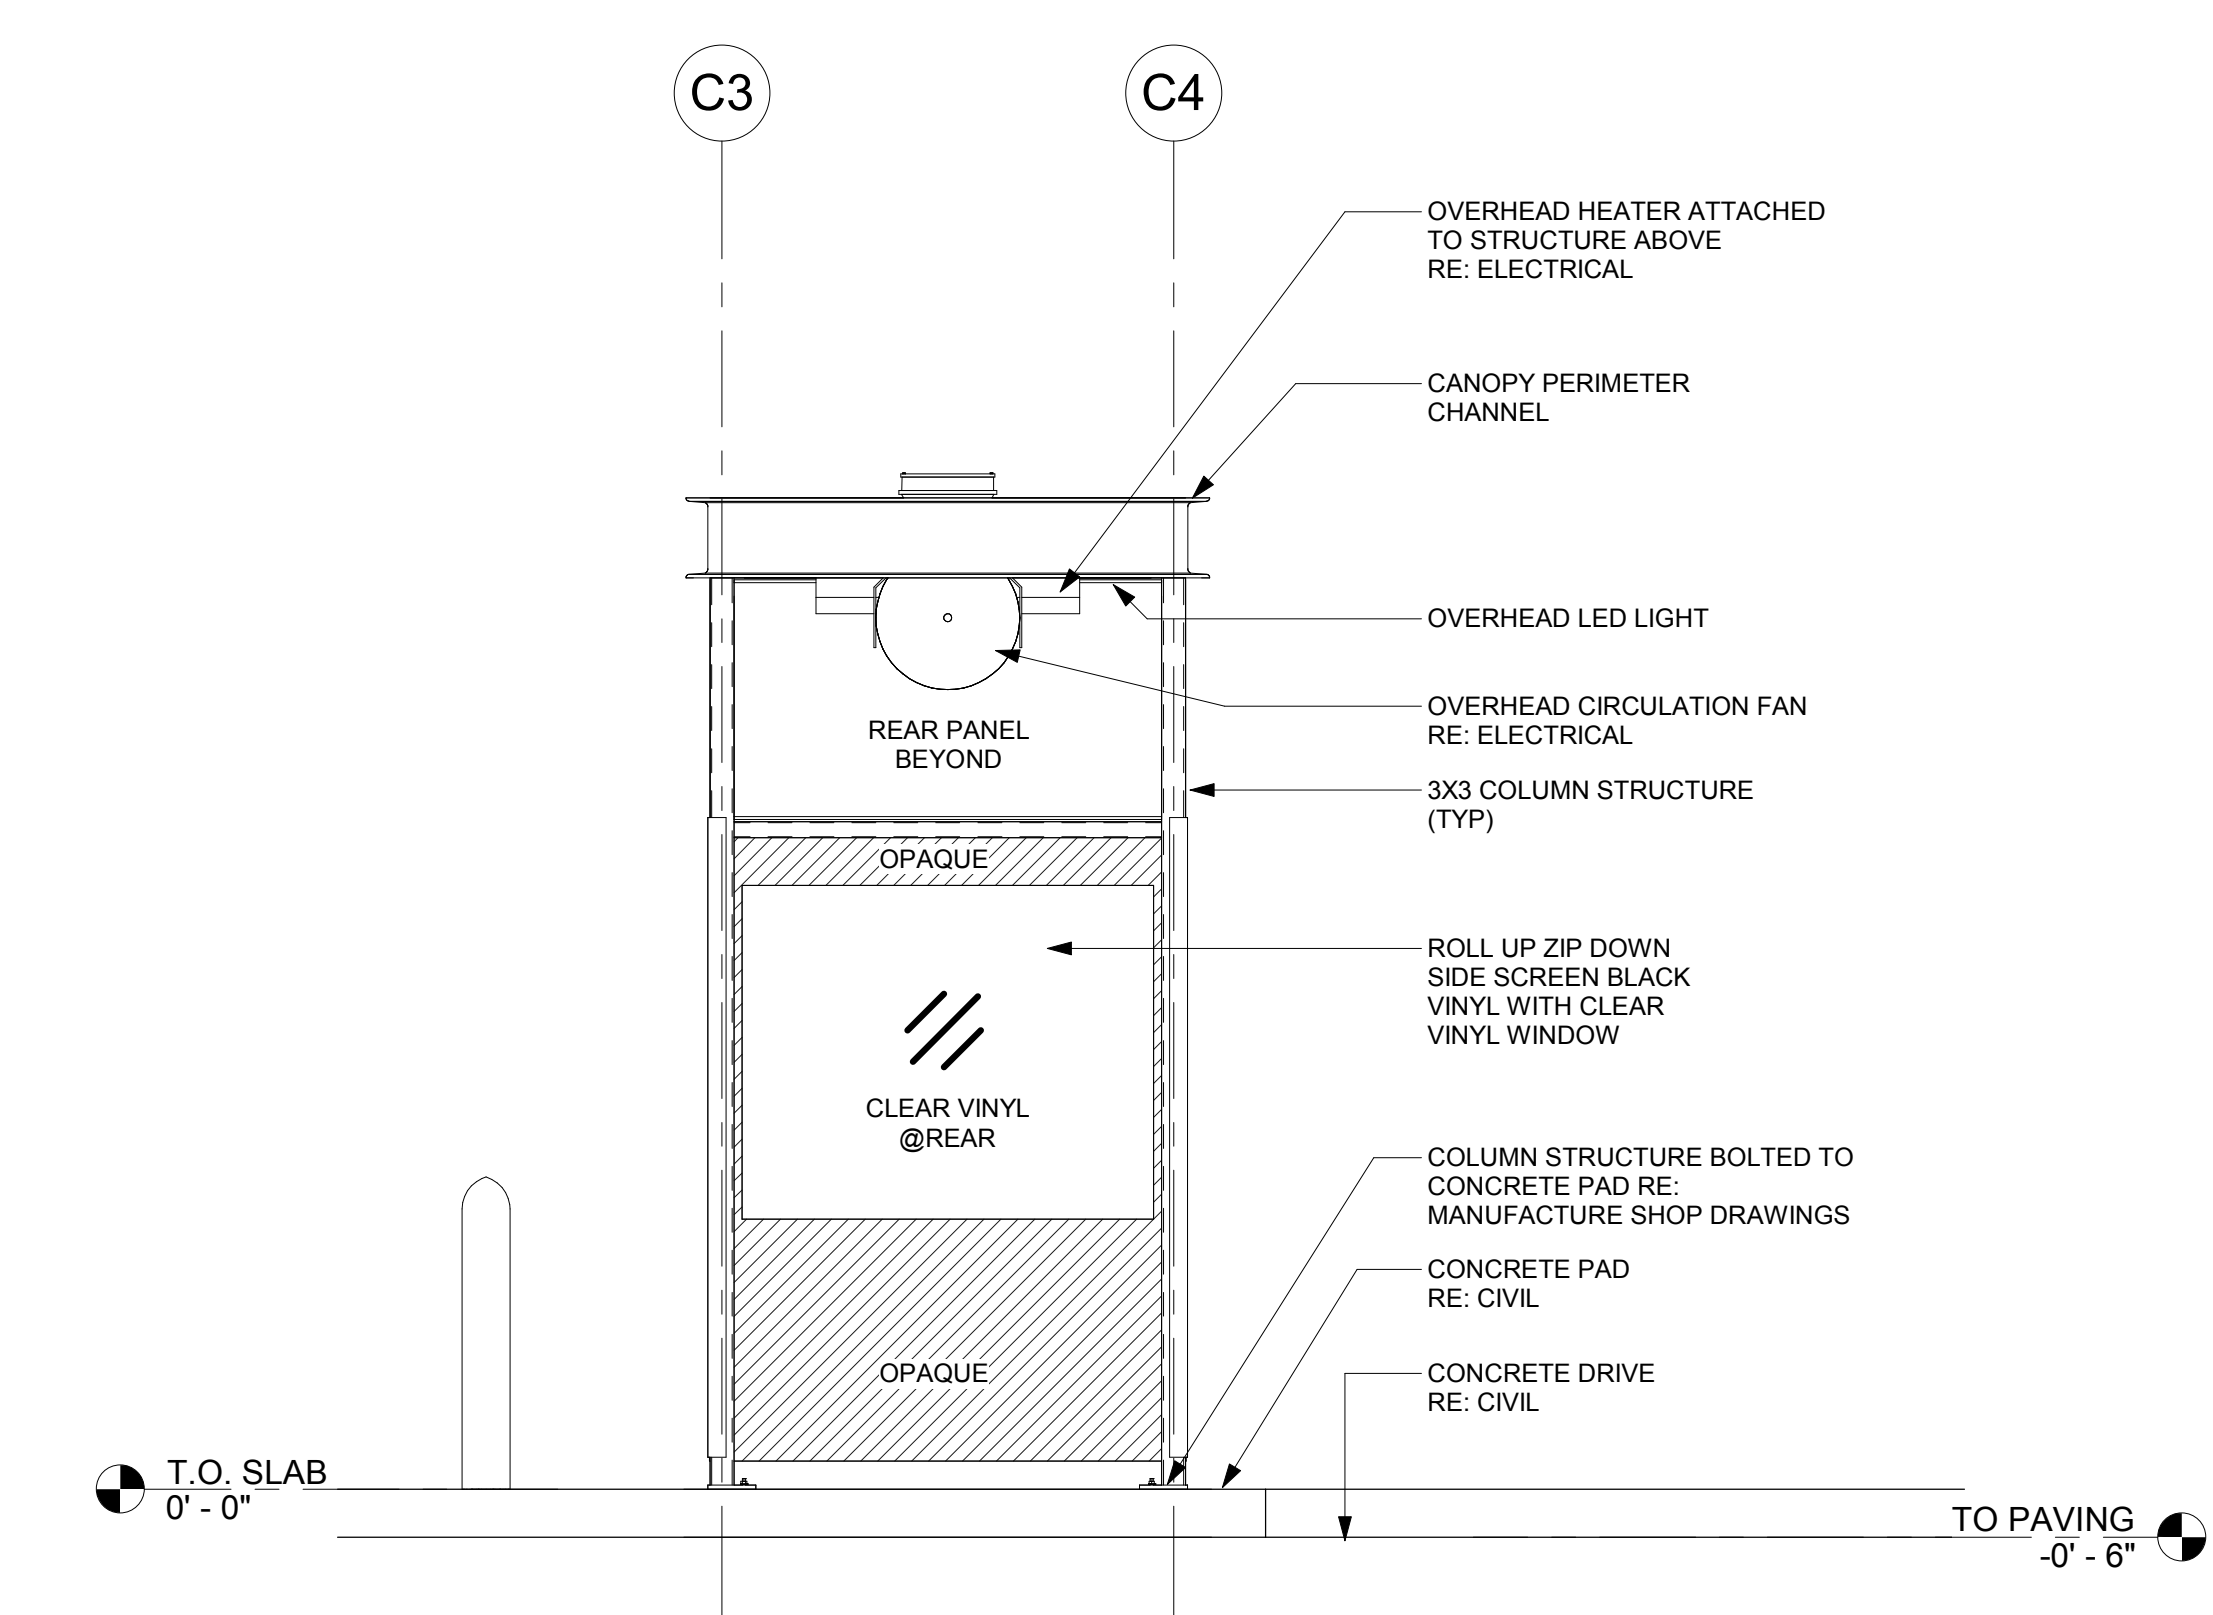 C3
C4
OVERHEAD HEATER ATTACHED
TO STRUCTURE ABOVE
RE: ELECTRICAL
CANOPY PERIMETER
CHANNEL
OVERHEAD LED LIGHT
OVERHEAD CIRCULATION FAN
RE: ELECTRICAL
REAR PANEL
BEYOND
3X3 COLUMN STRUCTURE
(TYP)
OPAQUE
ROLL UP ZIP DOWN
SIDE SCREEN BLACK
VINYL WITH CLEAR
VINYL WINDOW
CLEAR VINYL
@REAR
COLUMN STRUCTURE BOLTED TO
CONCRETE PAD RE:
MANUFACTURE SHOP DRAWINGS
CONCRETE PAD
RE: CIVIL
OPAQUE
CONCRETE DRIVE
RE: CIVIL
T.O. SLAB
0' - 0"
TO PAVING
-0' - 6"